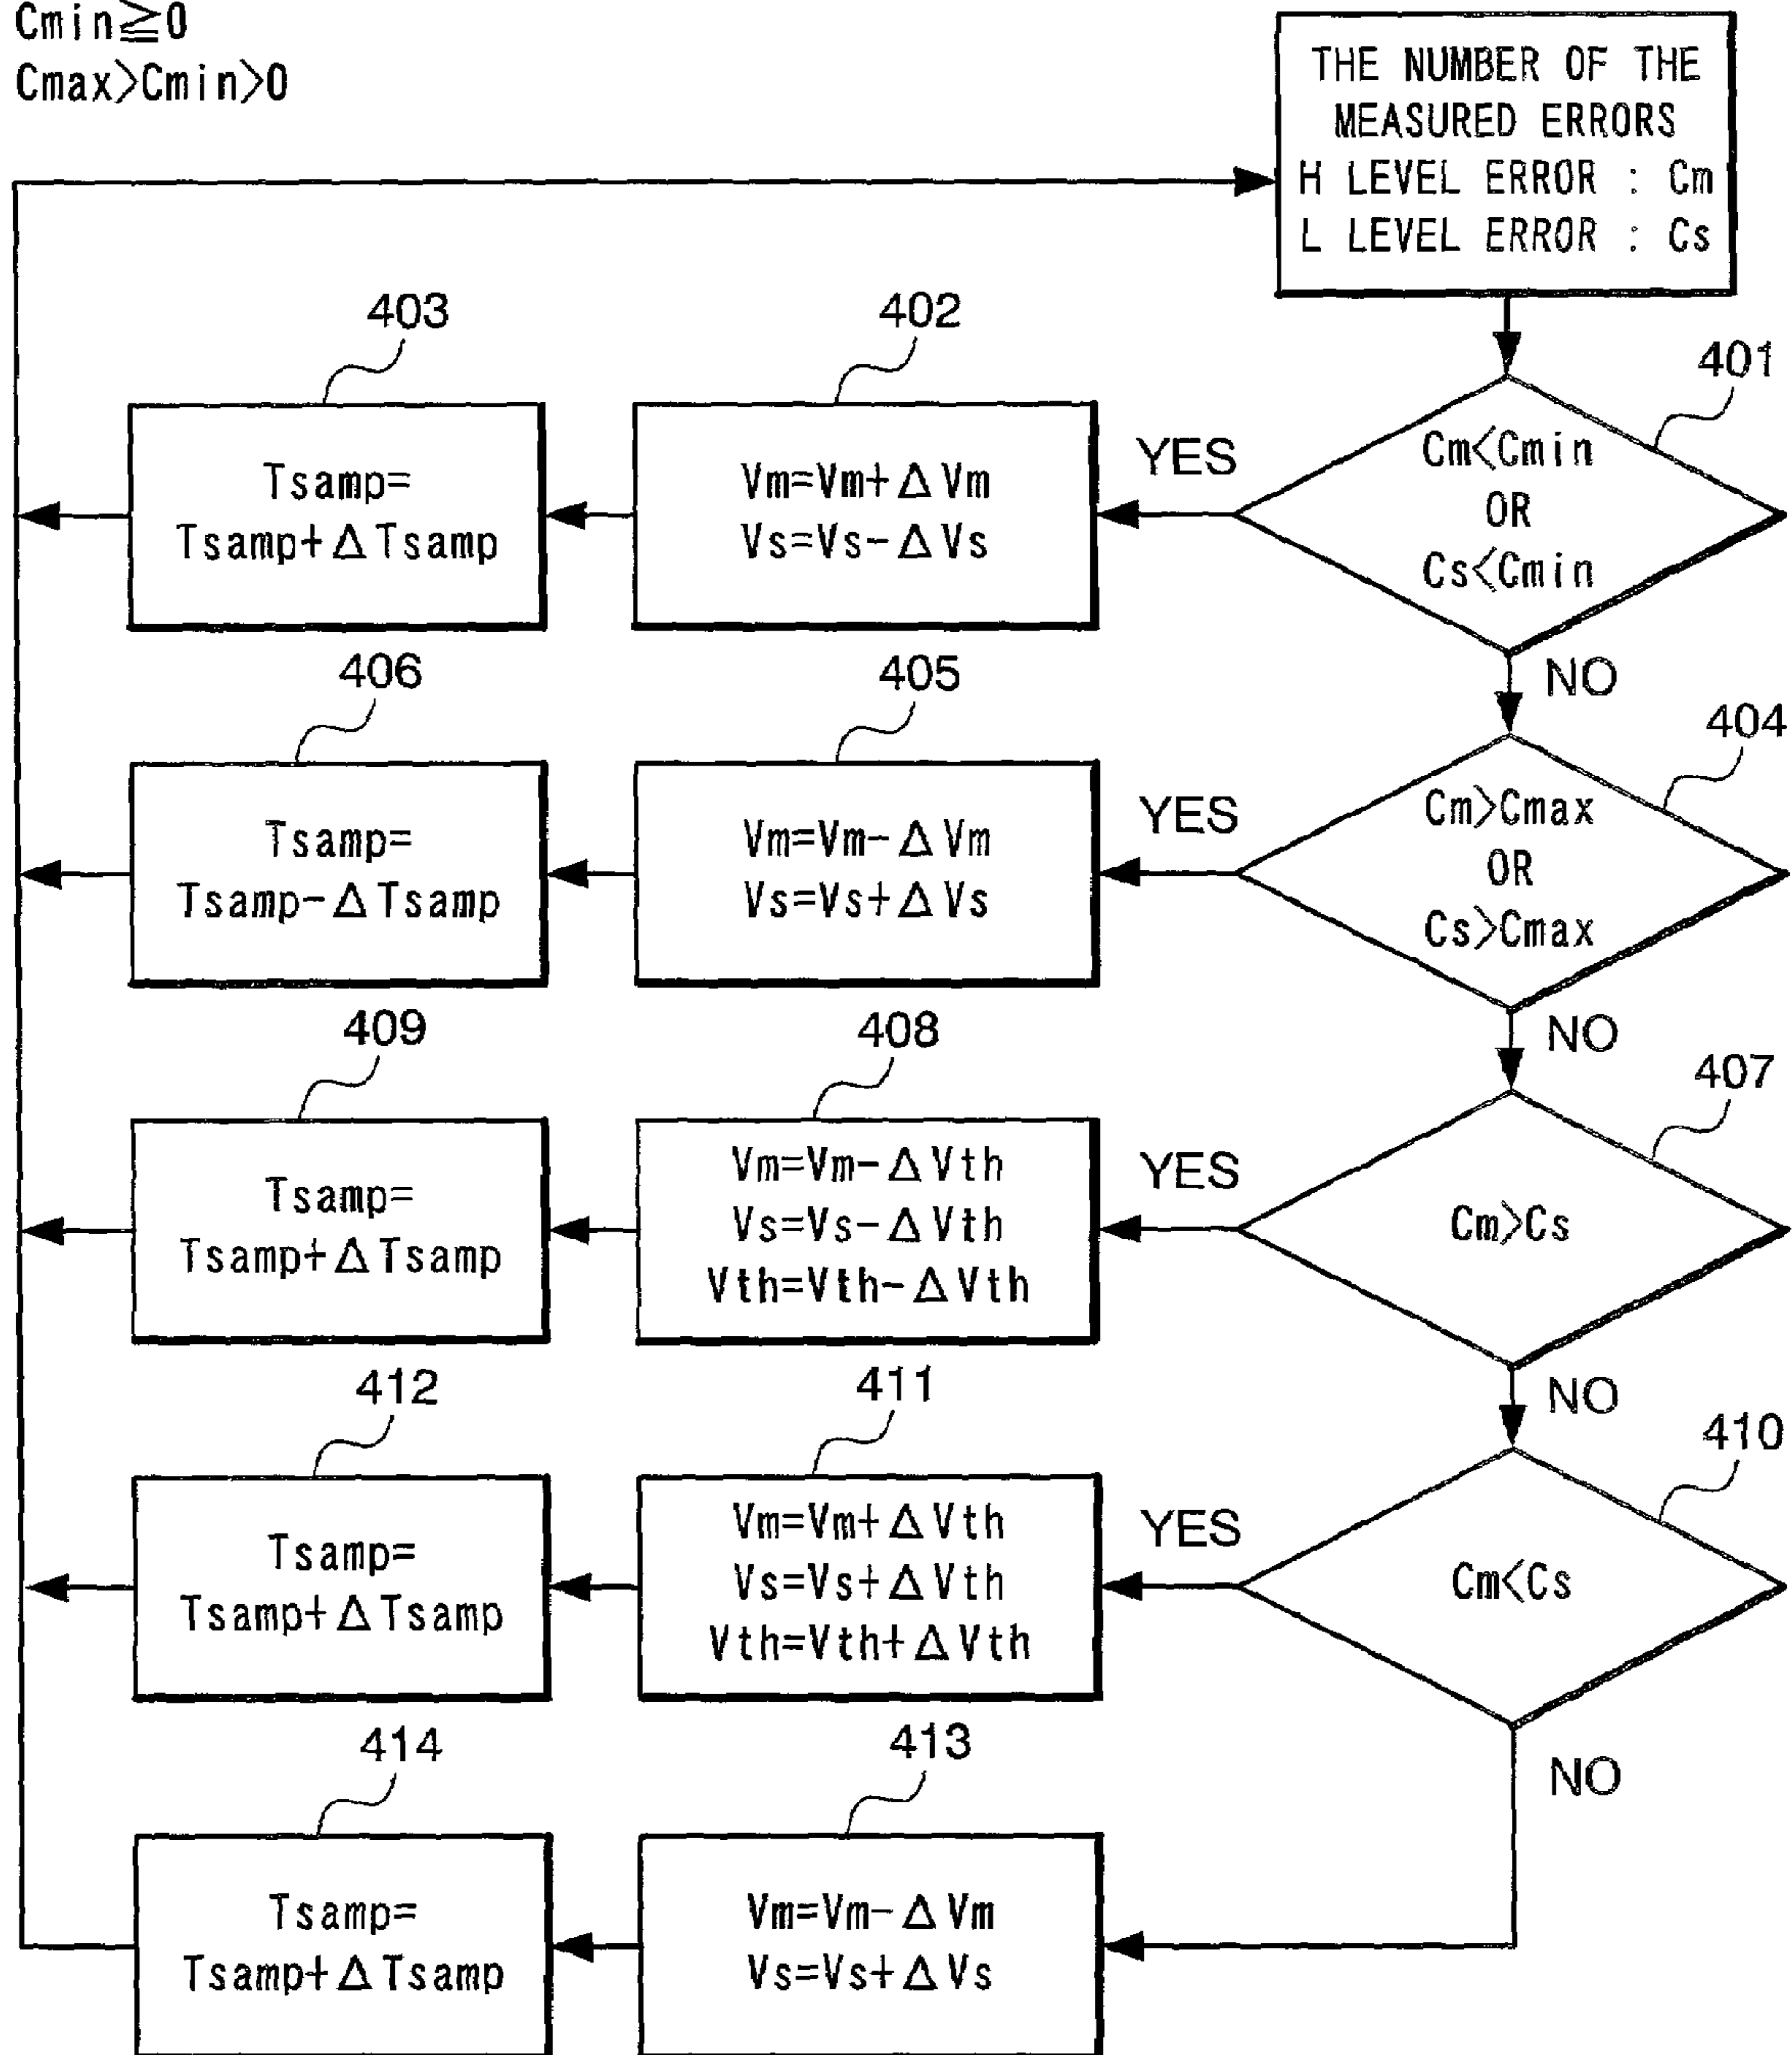 Cmin≧0
Cmax>Cmin>0
THE NUMBER OF THE
MEASURED ERRORS
H LEVEL ERROR : Cm
L LEVEL ERROR : Cs
403
402
401
Tsamp=
Tsamp+ΔTsamp
Vm=Vm+ΔVm
Vs=Vs-ΔVs
YES
Cm<Cmin
OR
Cs<Cmin
NO
406
405
404
Tsamp=
Tsamp-ΔTsamp
Vm=Vm-ΔVm
Vs=Vs+ΔVs
YES
Cm>Cmax
OR
Cs>Cmax
NO
409
408
407
Tsamp=
Tsamp+ΔTsamp
Vm=Vm-ΔVth
Vs=Vs-ΔVth
Vth=Vth-ΔVth
YES
Cm>Cs
NO
412
411
410
Tsamp=
Tsamp+ΔTsamp
Vm=Vm+ΔVth
Vs=Vs+ΔVth
Vth=Vth+ΔVth
YES
Cm<Cs
NO
414
413
Tsamp=
Tsamp+ΔTsamp
Vm=Vm-ΔVm
Vs=Vs+ΔVs